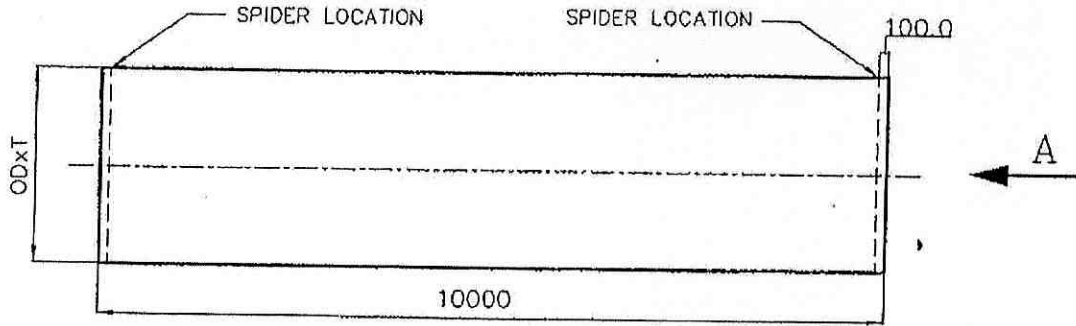 SPIDER LOCATION
SPIDER LOCATION
100.0
ODxT
A
10000